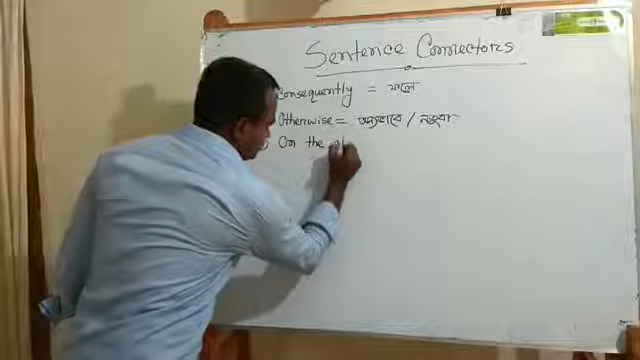 Sentence Connectors
Consequently = ফলে
Otherwise = অন্যভাবে / নতুবা
On the